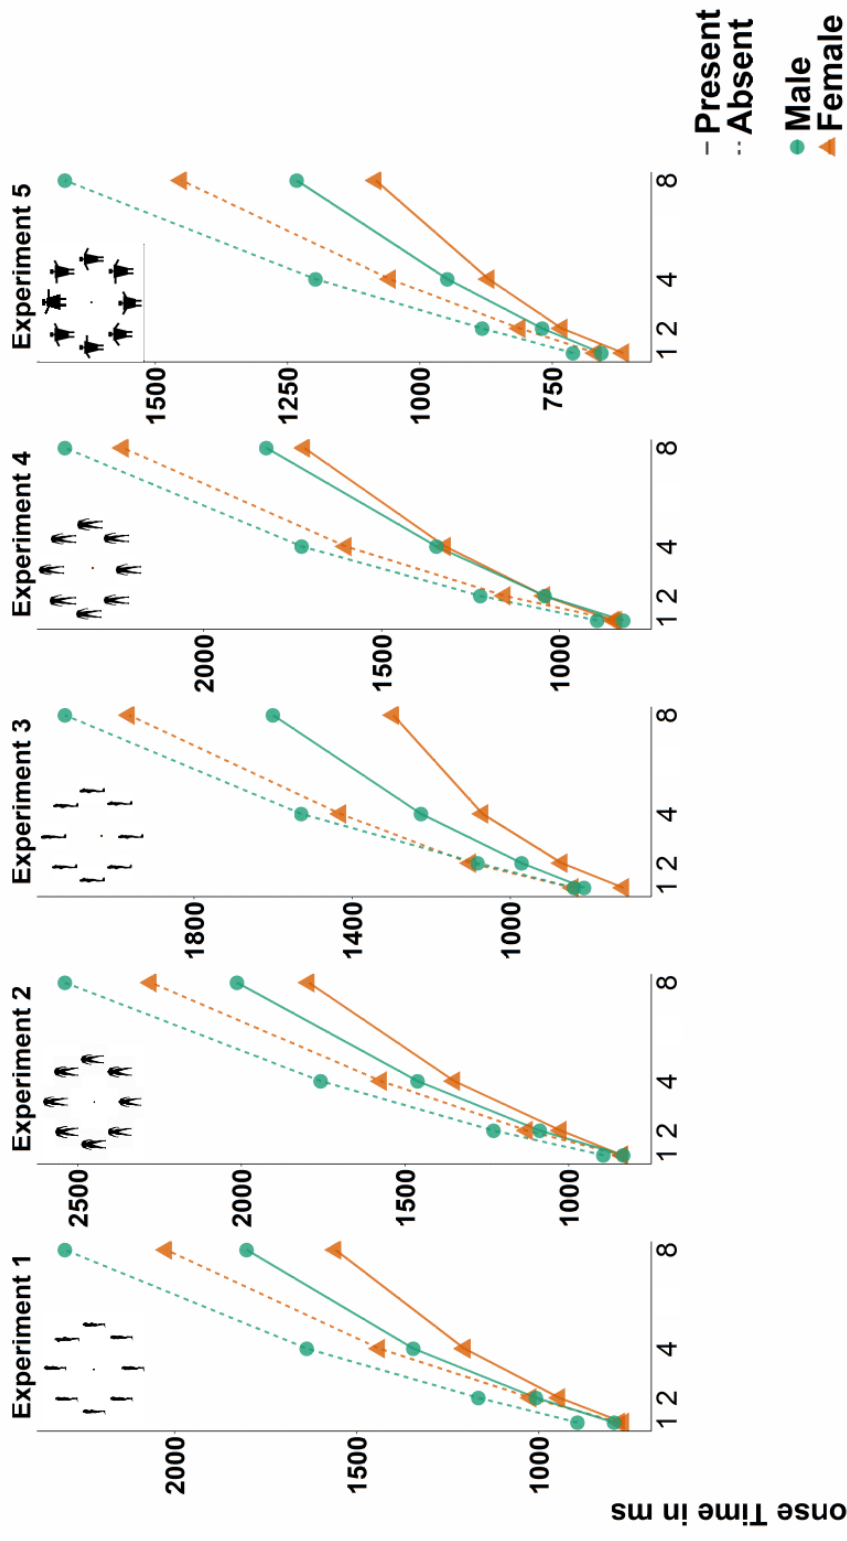 Experiment 1
2000
1500
1000
1 2 4 8
Experiment 2
2500
2000
1500
1000
1 2 4 8
Experiment 3
1800
1400
1000
1 2 4 8
Experiment 4
2000
1500
1000
1 2 4 8
Experiment 5
1500
1250
1000
750
1 2 4 8
onse Time in ms
Present
Absent
Male
Female